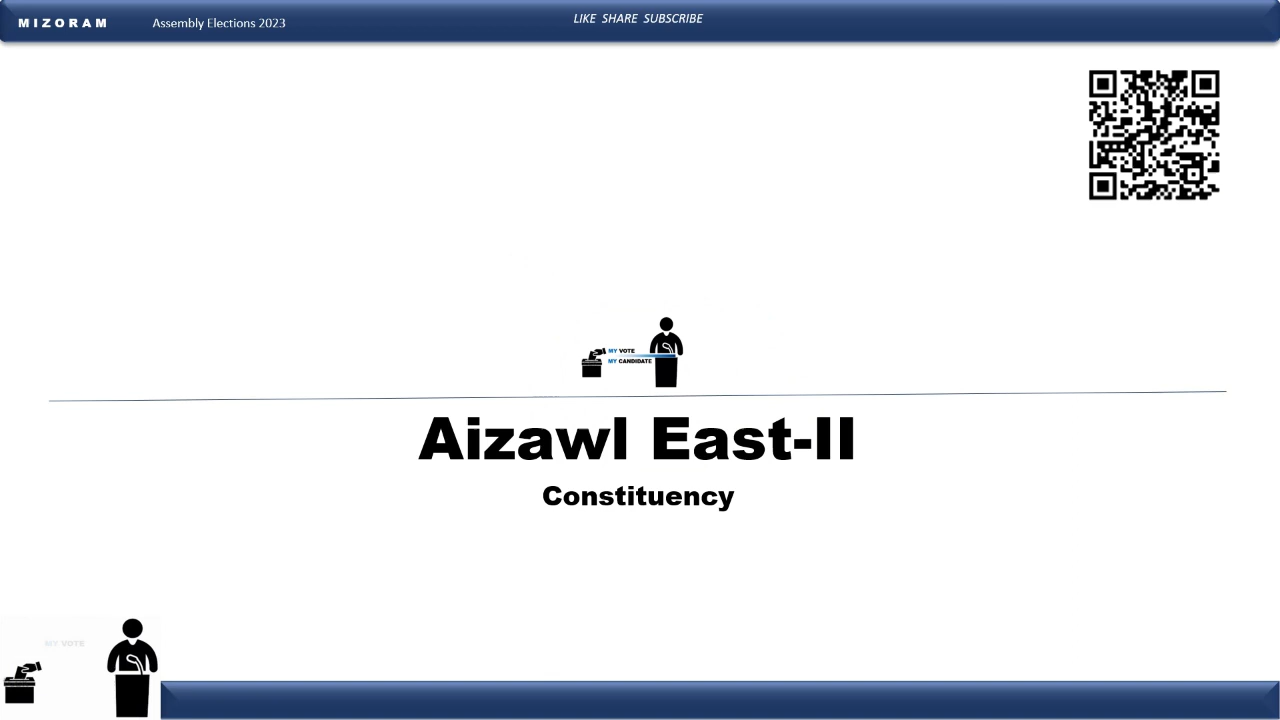 MIZORAM Assembly Elections 2023 LIKE SHARE SUBSCRIBE
MY VOTE
MY CANDIDATE
Aizawl East-II
Constituency
MY VOTE